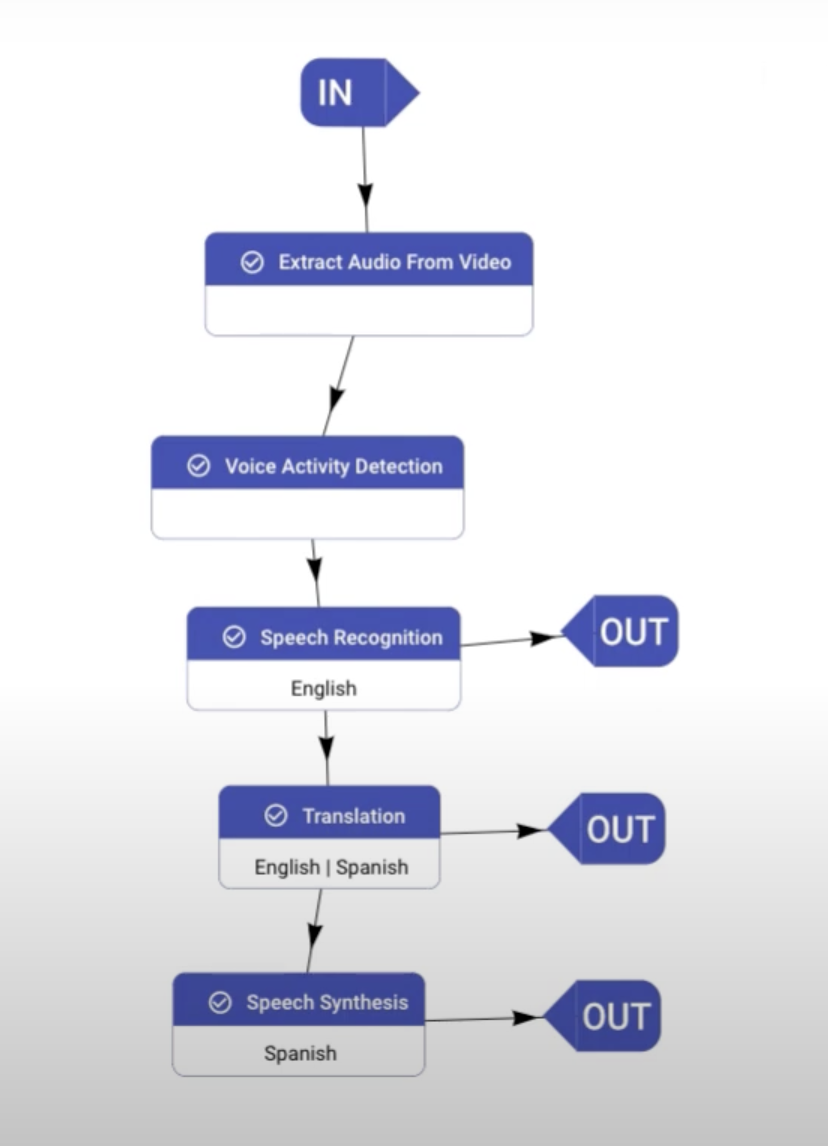 IN
Extract Audio From Video
Voice Activity Detection
Speech Recognition
OUT
English
Translation
OUT
English | Spanish
Speech Synthesis
OUT
Spanish